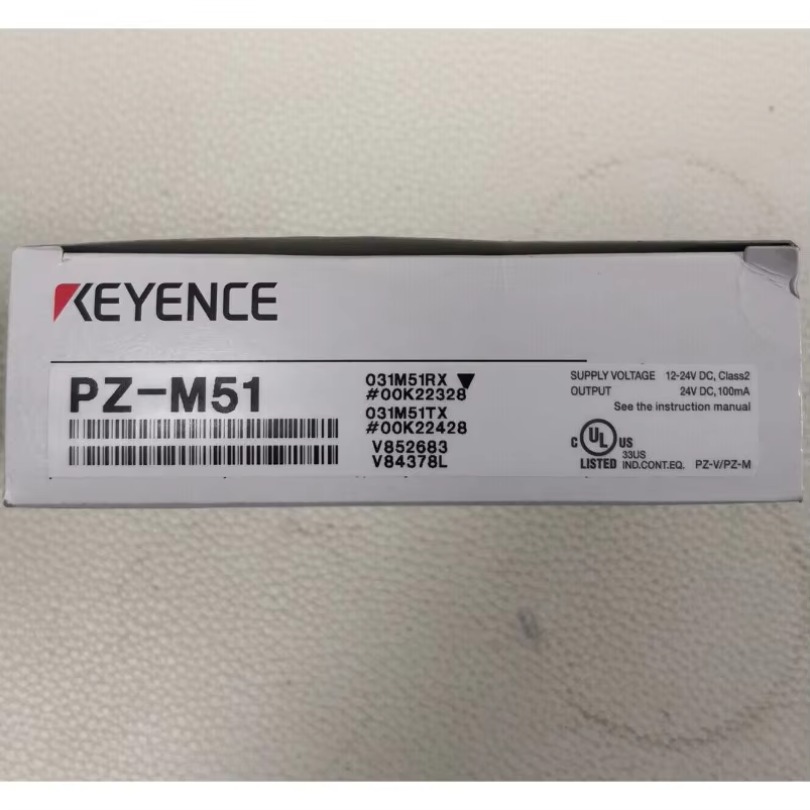 KEYENCE
PZ-M51
031M51RX ▼
#00K22328
031M51TX
#00K22428
V852683
V84378L
SUPPLY VOLTAGE 12-24V DC, Class2
OUTPUT 24V DC, 100mA
See the instruction manual
C UL US
33US
LISTED IND.CONT.EQ. PZ-V/PZ-M